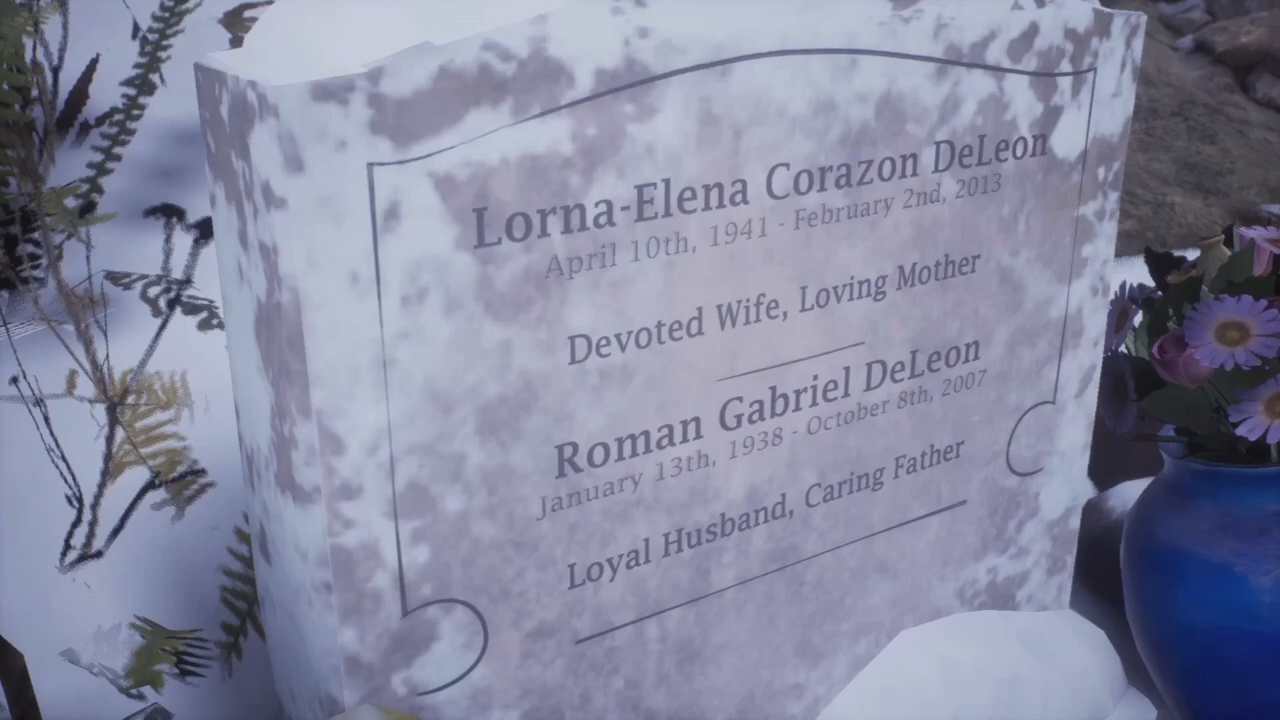 Lorna-Elena Corazon DeLeon
April 10th, 1941 - February 2nd, 2013
Devoted Wife, Loving Mother
Roman Gabriel DeLeon
January 13th, 1938 - October 8th, 2007
Loyal Husband, Caring Father